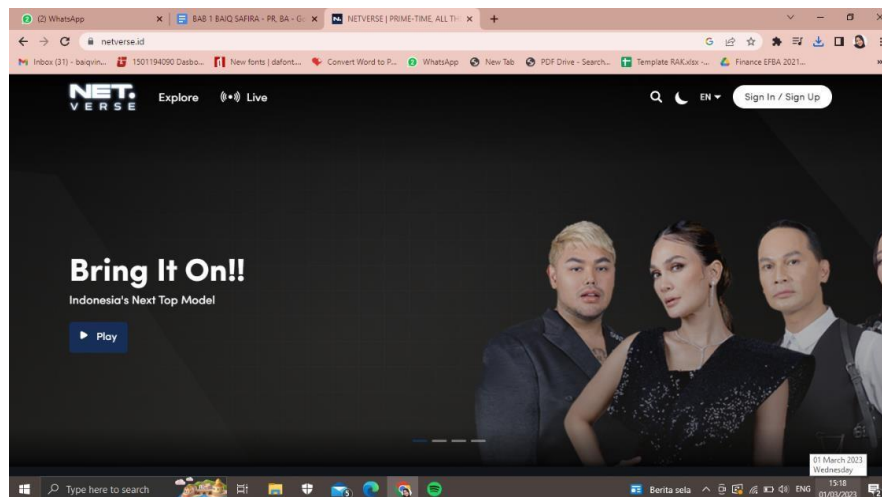 (2) WhatsApp
BAB 1 BAIQ SAFIRA - PR, BA - Go
NETVERSE | PRIME-TIME, ALL TH
netverse.id
Inbox (31) - baiqvin...
1501194090 Dasbo...
New fonts | dafont...
Convert Word to P...
WhatsApp
New Tab
PDF Drive - Search...
Template RAK.xlsx -...
Finance EFBA 2021...
NET.
VERSE
Explore
Live
EN
Sign In / Sign Up
Bring It On!!
Indonesia's Next Top Model
Play
01 March 2023
Wednesday
Type here to search
Berita sela
ENG
15:18
01/03/2023